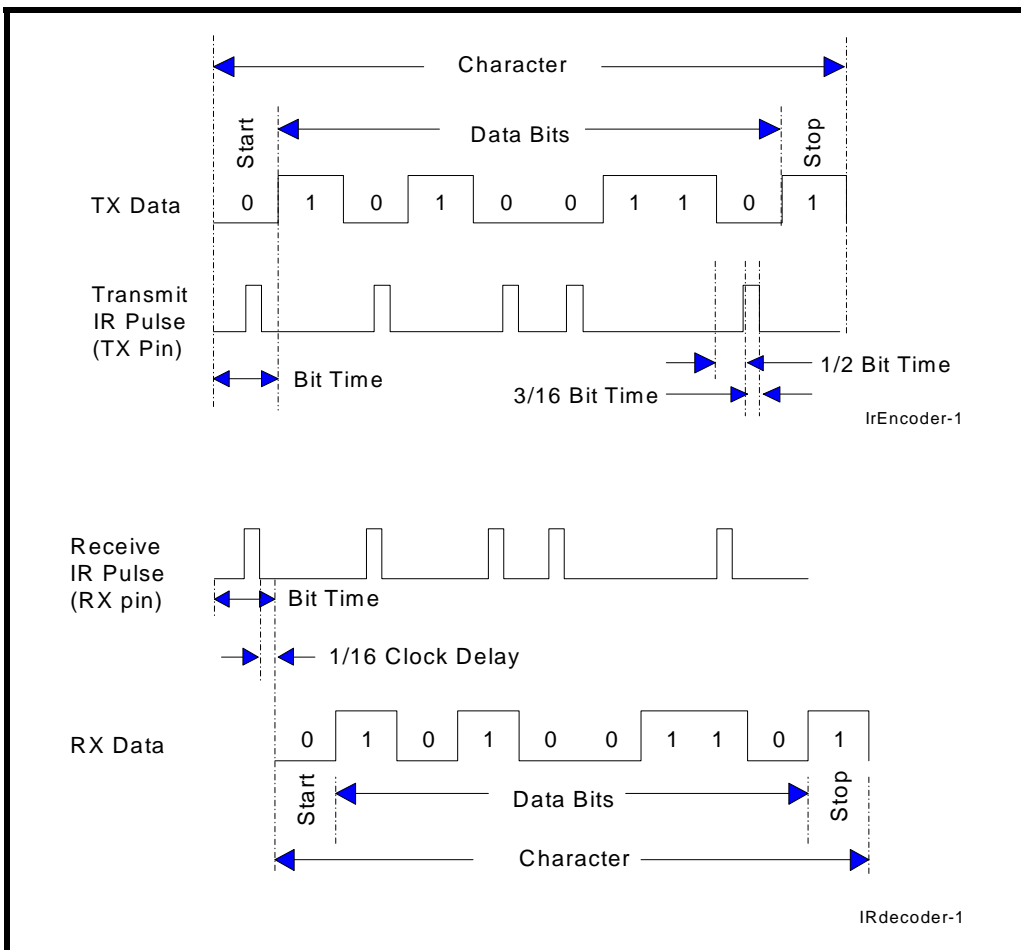 Character
Start
Data Bits
Stop
TX Data 0 1 0 1 0 0 1 1 0 1
Transmit
IR Pulse
(TX Pin)
Bit Time
1/2 Bit Time
3/16 Bit Time
IrEncoder-1
Receive
IR Pulse
(RX pin)
Bit Time
1/16 Clock Delay
RX Data 0 1 0 1 0 0 1 1 0 1
Start
Data Bits
Stop
Character
IRdecoder-1